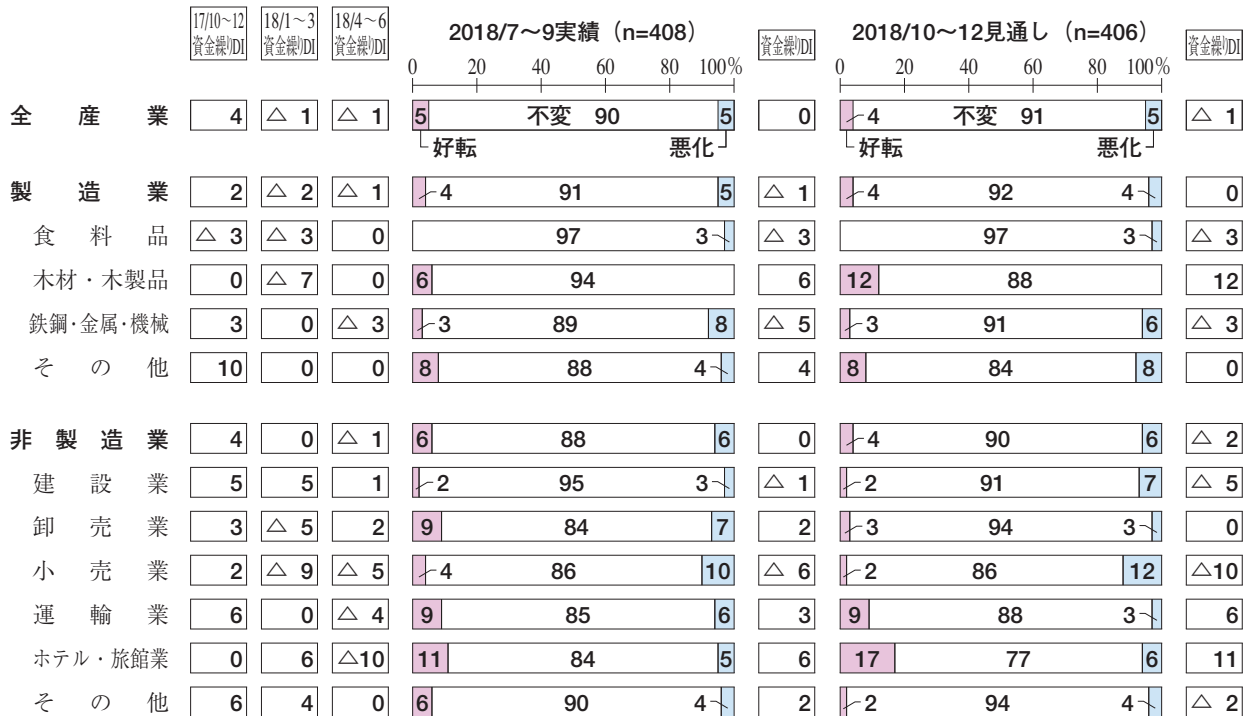 17/10～12 資金繰りDI 18/1～3 資金繰りDI 18/4～6 資金繰りDI 2018/7～9実績（n=408） 資金繰りDI 2018/10～12見通し（n=406） 資金繰りDI
0 20 40 60 80 100% 0 20 40 60 80 100%
全産業 4 △1 △1 5 不変 90 5 0 4 不変 91 5 △1
好転 悪化 好転 悪化
製造業 2 △2 △1 4 91 5 △1 4 92 4 0
食料品 △3 △3 0 97 3 △3 97 3 △3
木材・木製品 0 △7 0 6 94 6 12 88 12
鉄鋼・金属・機械 3 0 △3 3 89 8 △5 3 91 6 △3
その他 10 0 0 8 88 4 4 8 84 8 0
非製造業 4 0 △1 6 88 6 0 4 90 6 △2
建設業 5 5 1 2 95 3 △1 2 91 7 △5
卸売業 3 △5 2 9 84 7 2 3 94 3 0
小売業 2 △9 △5 4 86 10 △6 2 86 12 △10
運輸業 6 0 △4 9 85 6 3 9 88 3 6
ホテル・旅館業 0 6 △10 11 84 5 6 17 77 6 11
その他 6 4 0 6 90 4 2 2 94 4 △2